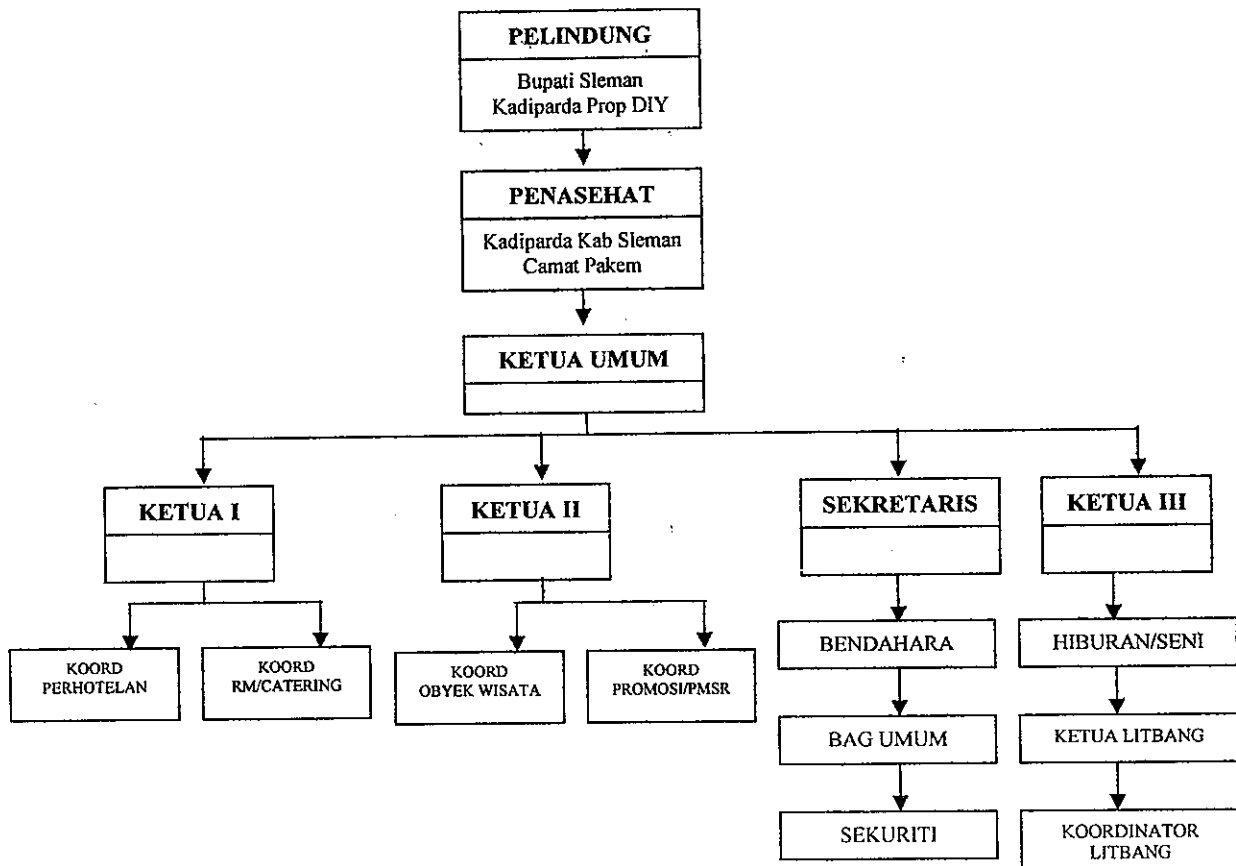 PELINDUNG
Bupati Sleman
Kadiparda Prop DIY
PENASEHAT
Kadiparda Kab Sleman
Camat Pakem
KETUA UMUM
KETUA I
KETUA II
SEKRETARIS
KETUA III
KOORD
PERHOTELAN
KOORD
RM/CATERING
KOORD
OBYEK WISATA
KOORD
PROMOSI/PMSR
BENDAHARA
HIBURAN/SENI
BAG UMUM
KETUA LITBANG
SEKURITI
KOORDINATOR
LITBANG